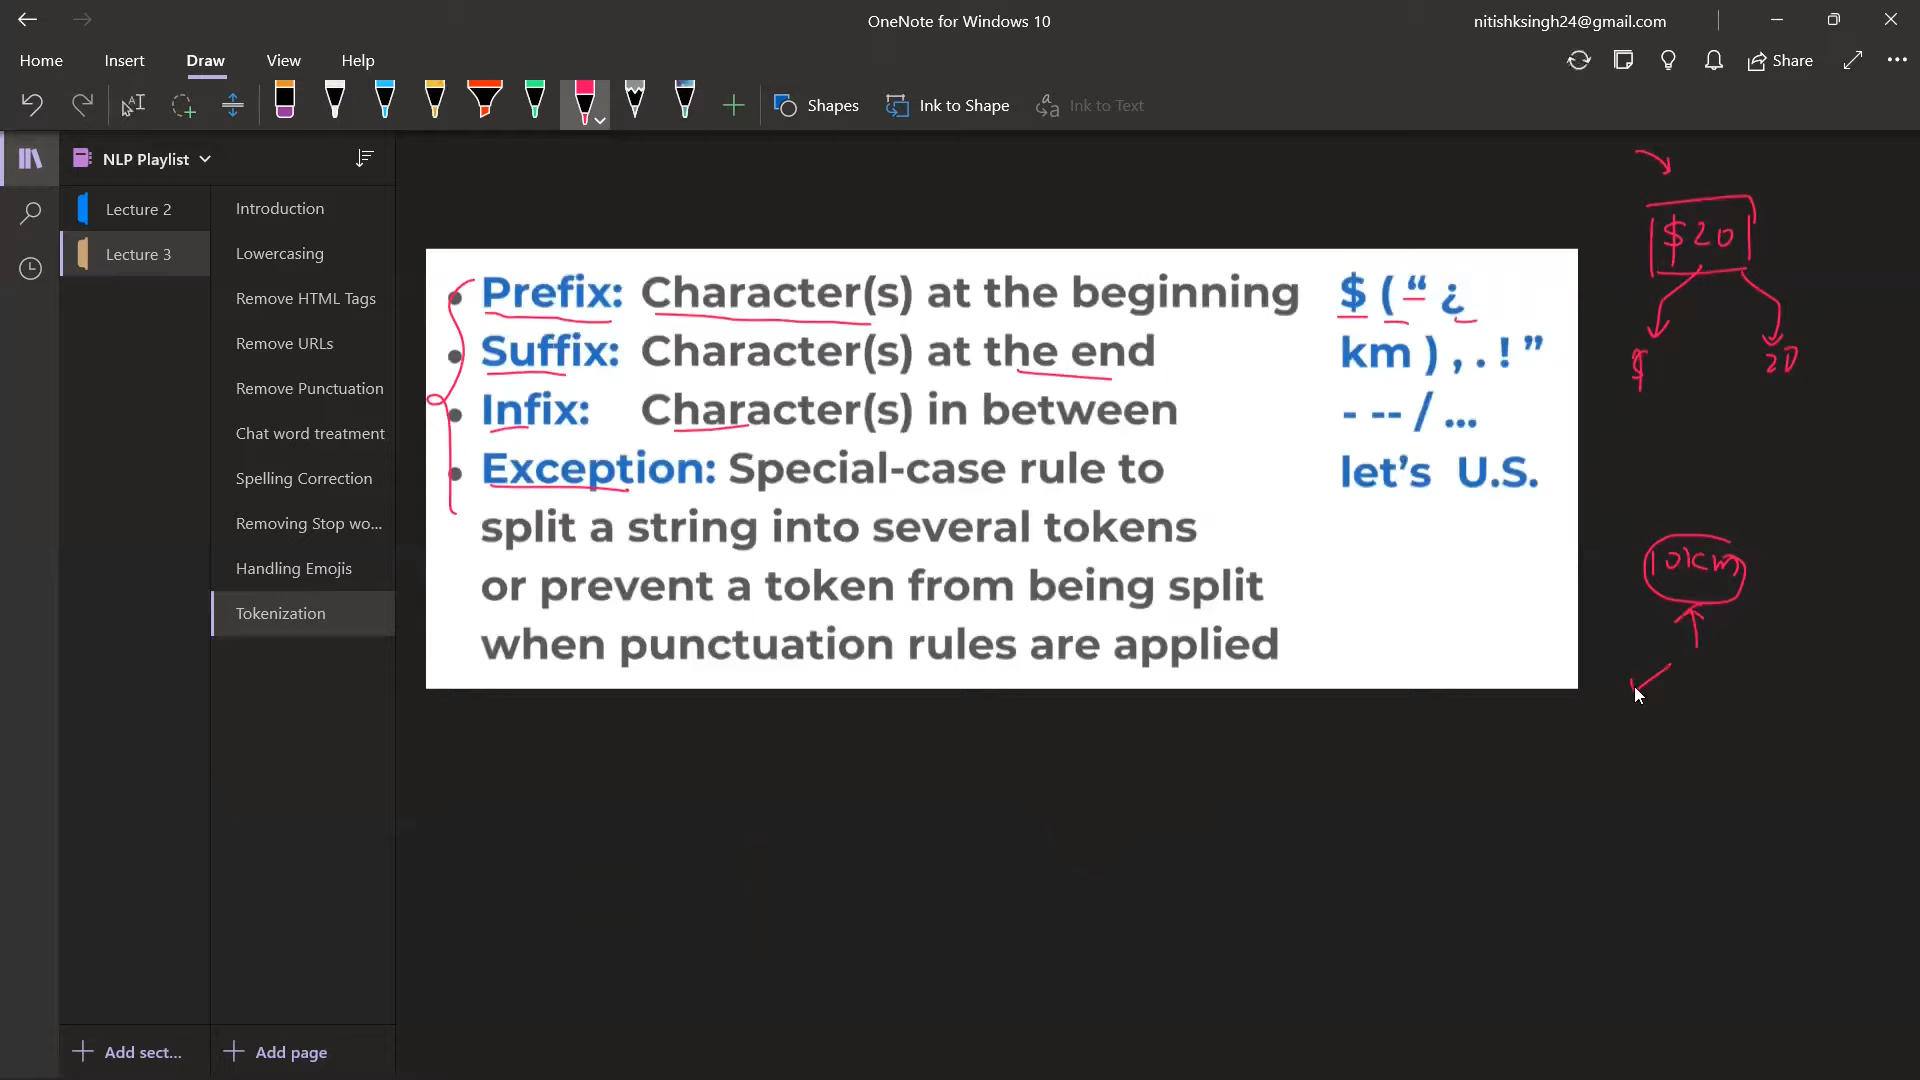 OneNote for Windows 10
nitishksingh24@gmail.com
Home Insert Draw View Help
Share
Shapes Ink to Shape Ink to Text
NLP Playlist
Lecture 2
Lecture 3
Introduction
Lowercasing
Remove HTML Tags
Remove URLs
Remove Punctuation
Chat word treatment
Spelling Correction
Removing Stop wo...
Handling Emojis
Tokenization
Add sect...
Add page
• Prefix: Character(s) at the beginning $ ( “ ¿
• Suffix: Character(s) at the end km ) , . ! ”
• Infix: Character(s) in between - -- / ...
• Exception: Special-case rule to let’s U.S.
split a string into several tokens
or prevent a token from being split
when punctuation rules are applied
$20
$ 20
10km